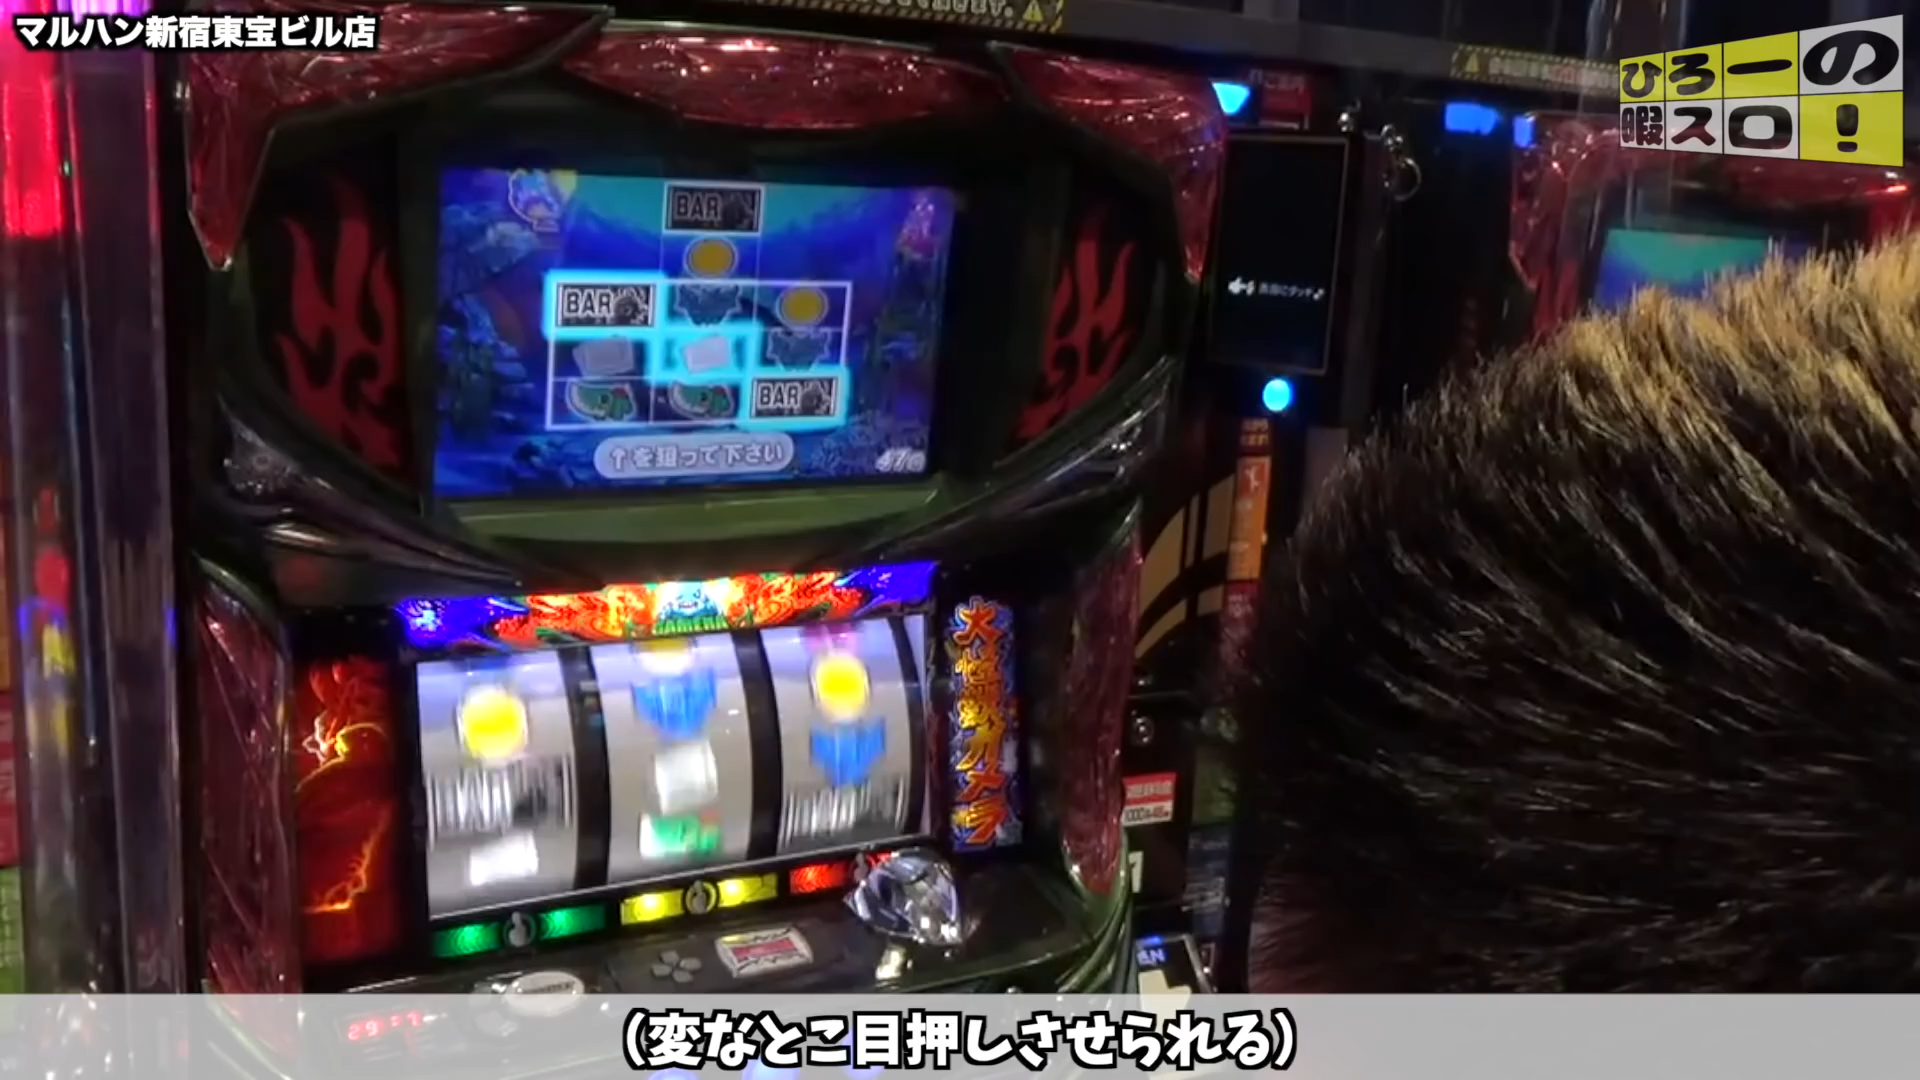 マルハン新宿東宝ビル店
ひろーの
暇スロ!
BAR
BAR
BAR
↑を狙って下さい
47G
GAMERA
大怪獣ガメラ
(変なとこ目押しさせられる)